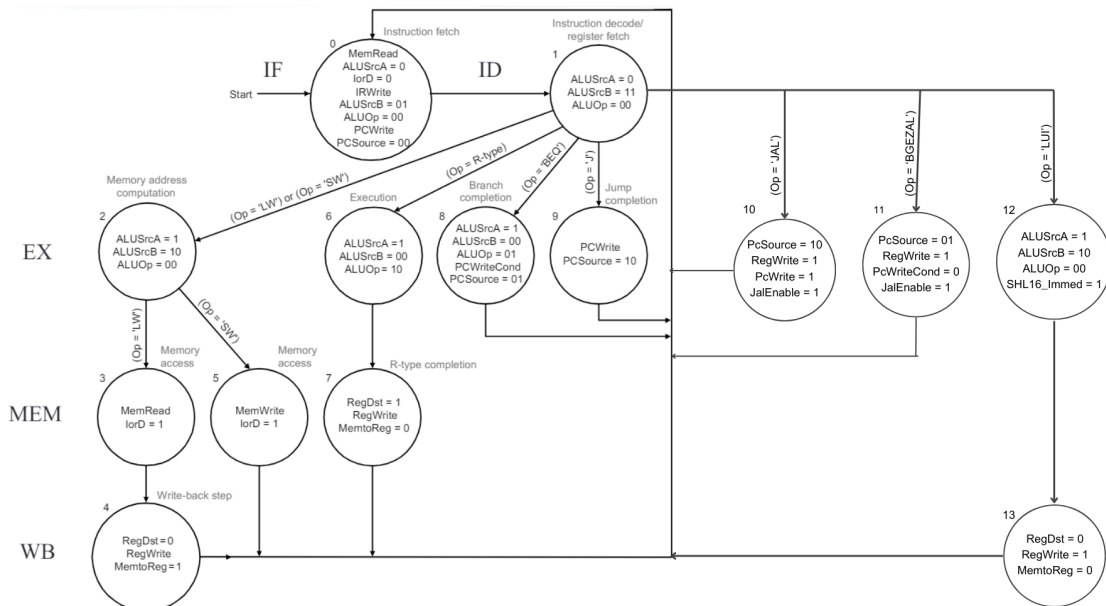 Instruction fetch
Instruction decode/
register fetch
IF
ID
Start
0
MemRead
ALUSrcA = 0
IorD = 0
IRWrite
ALUSrcB = 01
ALUOp = 00
PCWrite
PCSource = 00
1
ALUSrcA = 0
ALUSrcB = 11
ALUOp = 00
(Op = 'LW') or (Op = 'SW')
(Op = R-type)
(Op = 'BEQ')
(Op = 'J')
(Op = 'JAL')
(Op = 'BGEZAL')
(Op = 'LUI')
EX
Memory address
computation
2
ALUSrcA = 1
ALUSrcB = 10
ALUOp = 00
Execution
6
ALUSrcA =1
ALUSrcB = 00
ALUOp = 10
Branch
completion
8
ALUSrcA = 1
ALUSrcB = 00
ALUOp = 01
PCWriteCond
PCSource = 01
Jump
completion
9
PCWrite
PCSource = 10
10
PcSource = 10
RegWrite = 1
PcWrite = 1
JalEnable = 1
11
PcSource = 01
RegWrite = 1
PcWriteCond = 0
JalEnable = 1
12
ALUSrcA = 1
ALUSrcB = 10
ALUOp = 00
SHL16_Immed = 1
(Op = 'LW')
(Op = 'SW')
MEM
Memory
access
3
MemRead
IorD = 1
Memory
access
5
MemWrite
IorD = 1
R-type completion
7
RegDst = 1
RegWrite
MemtoReg = 0
WB
Write-back step
4
RegDst = 0
RegWrite
MemtoReg = 1
13
RegDst = 0
RegWrite = 1
MemtoReg = 0